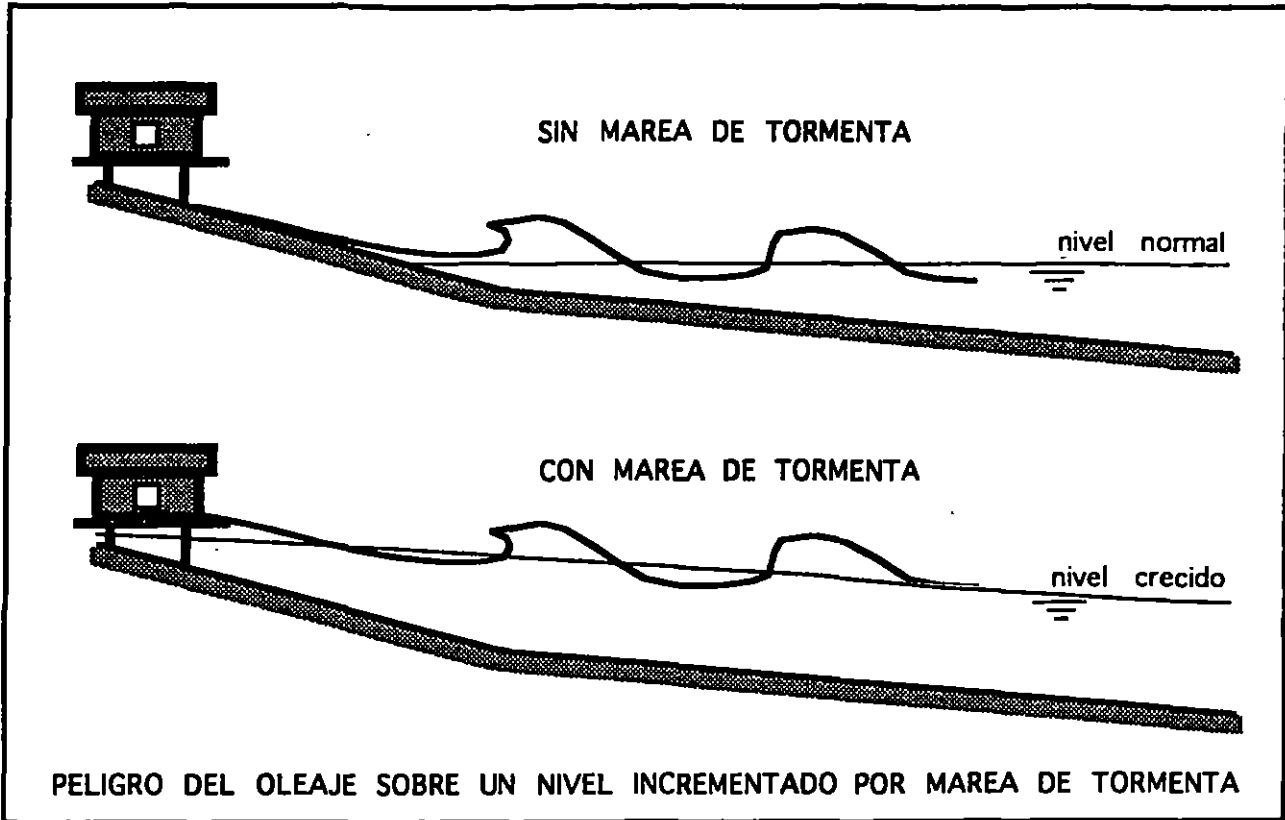 SIN MAREA DE TORMENTA
nivel normal
CON MAREA DE TORMENTA
nivel crecido
PELIGRO DEL OLEAJE SOBRE UN NIVEL INCREMENTADO POR MAREA DE TORMENTA